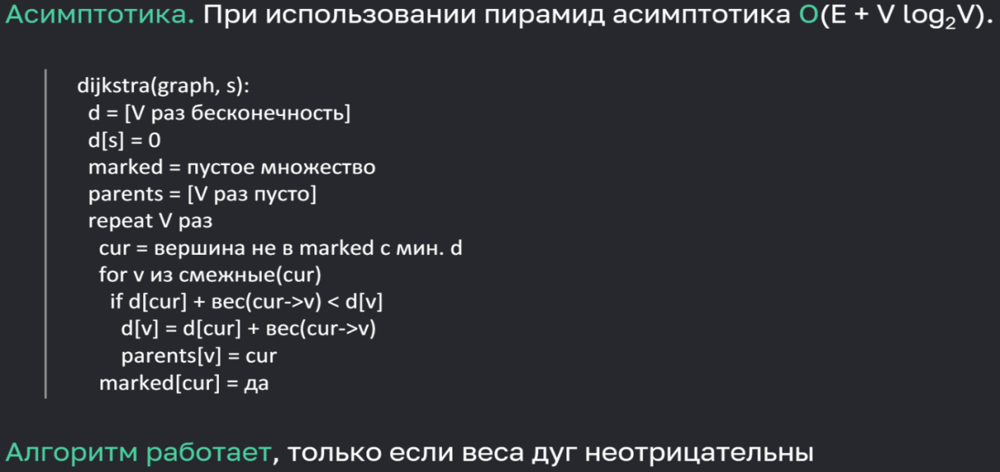 Асимптотика. При использовании пирамид асимптотика O(E + V log₂V).
dijkstra(graph, s):
d = [V раз бесконечность]
d[s] = 0
marked = пустое множество
parents = [V раз пусто]
repeat V раз
cur = вершина не в marked с мин. d
for v из смежные(cur)
if d[cur] + вес(cur->v) < d[v]
d[v] = d[cur] + вес(cur->v)
parents[v] = cur
marked[cur] = да
Алгоритм работает, только если веса дуг неотрицательны